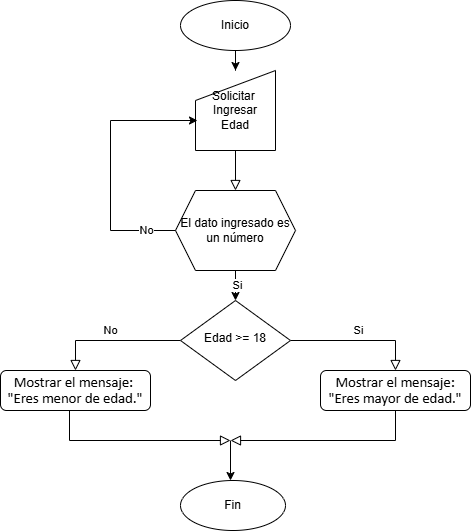 Inicio
Solicitar
Ingresar
Edad
El dato ingresado es
un número
No
Si
Edad >= 18
No
Si
Mostrar el mensaje:
"Eres menor de edad."
Mostrar el mensaje:
"Eres mayor de edad."
Fin